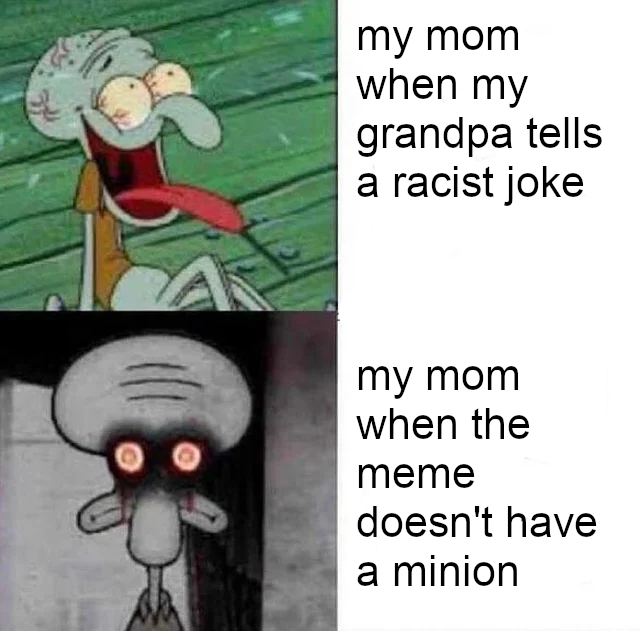 my mom
when my
grandpa tells
a racist joke
my mom
when the
meme
doesn't have
a minion